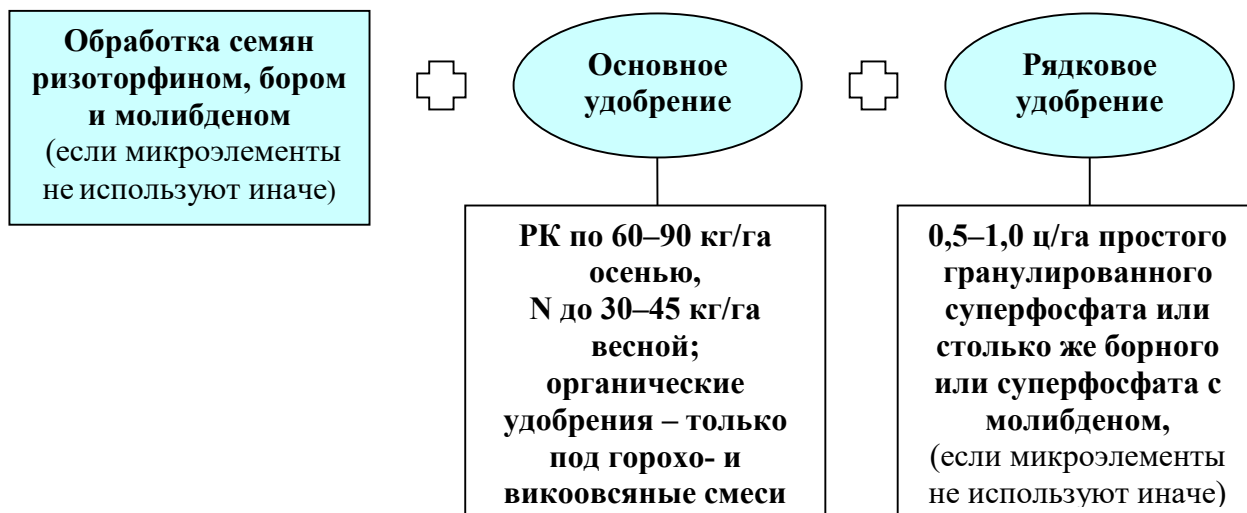 Обработка семян
ризоторфином, бором
и молибденом
(если микроэлементы
не используют иначе)
Основное
удобрение
Рядковое
удобрение
РК по 60–90 кг/га
осенью,
N до 30–45 кг/га
весной;
органические
удобрения – только
под горохо- и
викоовсяные смеси
0,5–1,0 ц/га простого
гранулированного
суперфосфата или
столько же борного
или суперфосфата с
молибденом,
(если микроэлементы
не используют иначе)